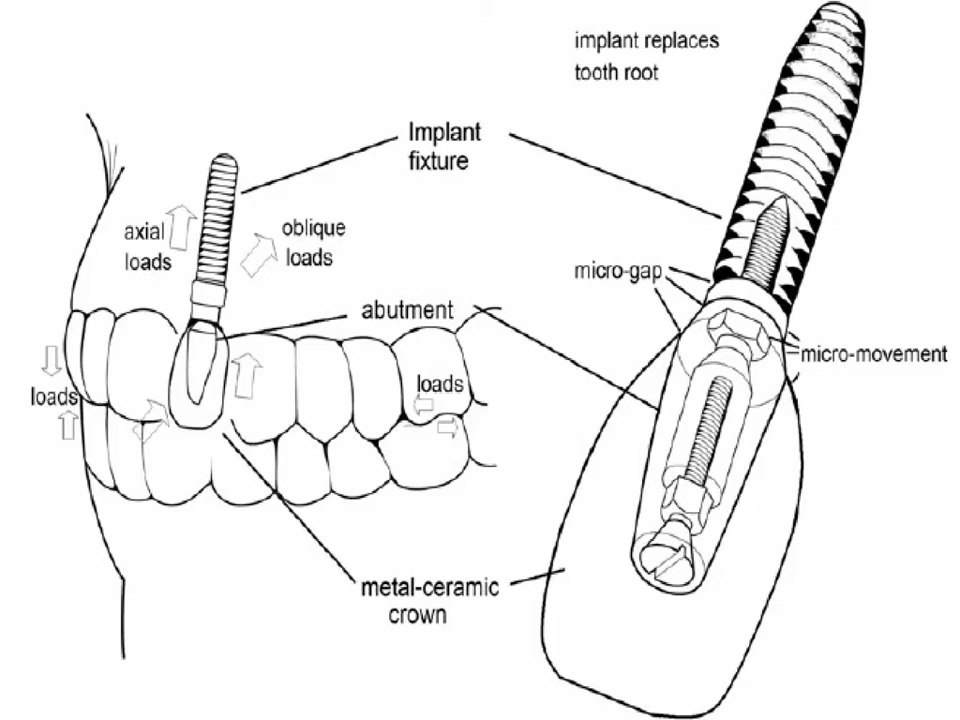 implant replaces
tooth root
Implant
fixture
axial
loads
oblique
loads
micro-gap
abutment
micro-movement
loads
loads
metal-ceramic
crown